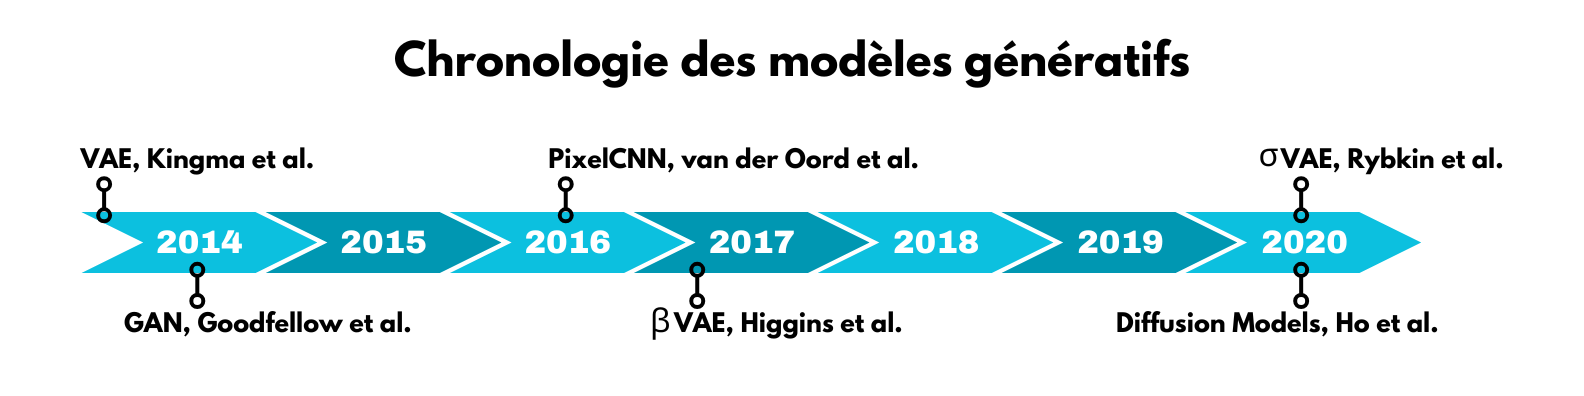 Chronologie des modèles génératifs
VAE, Kingma et al.
PixelCNN, van der Oord et al.
σVAE, Rybkin et al.
2014 2015 2016 2017 2018 2019 2020
GAN, Goodfellow et al.
βVAE, Higgins et al.
Diffusion Models, Ho et al.